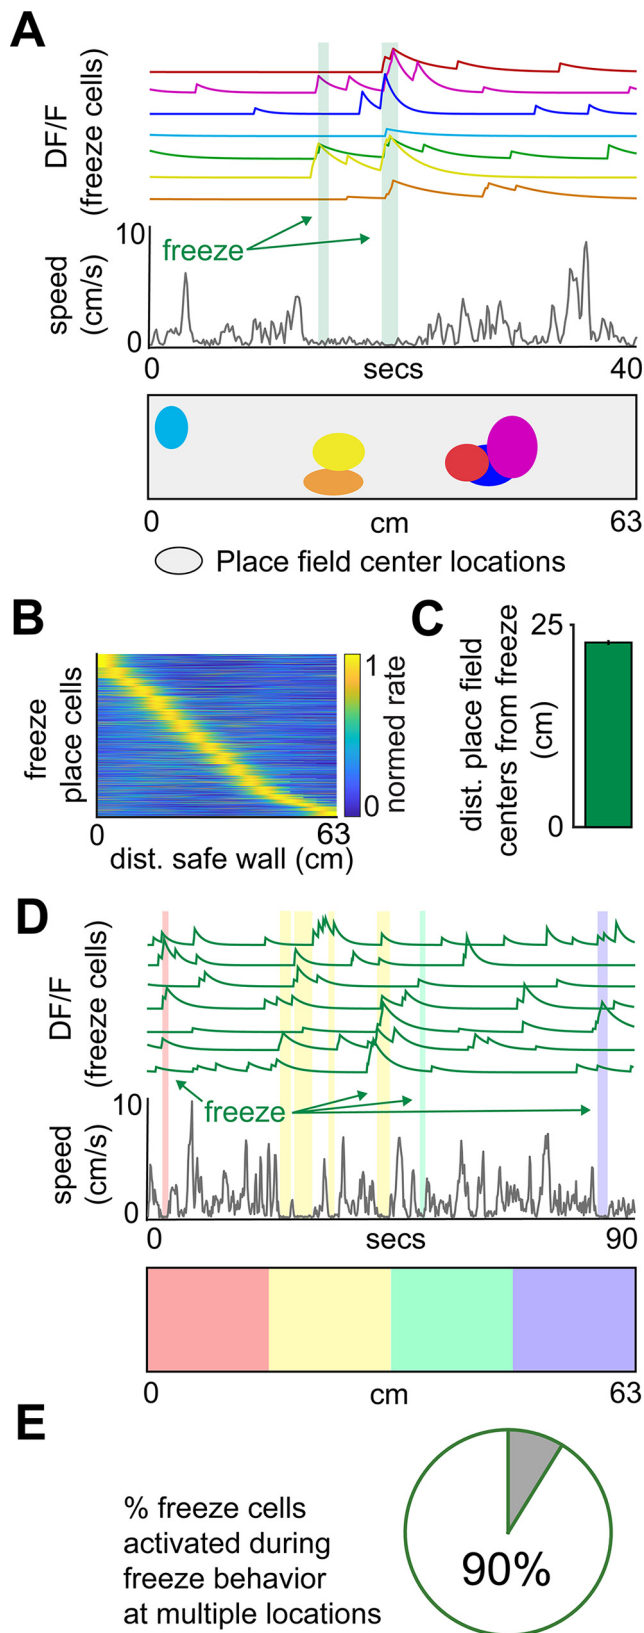 A
DF/F
(freeze cells)
freeze
10
speed
(cm/s)
0
0
secs
40
0
cm
63
Place field center locations
B
freeze
place cells
1
normed rate
0
0
63
dist. safe wall (cm)
C
dist. place field
centers from freeze
(cm)
25
0
D
DF/F
(freeze cells)
freeze
10
speed
(cm/s)
0
0
secs
90
0
cm
63
E
% freeze cells
activated during
freeze behavior
at multiple locations
90%